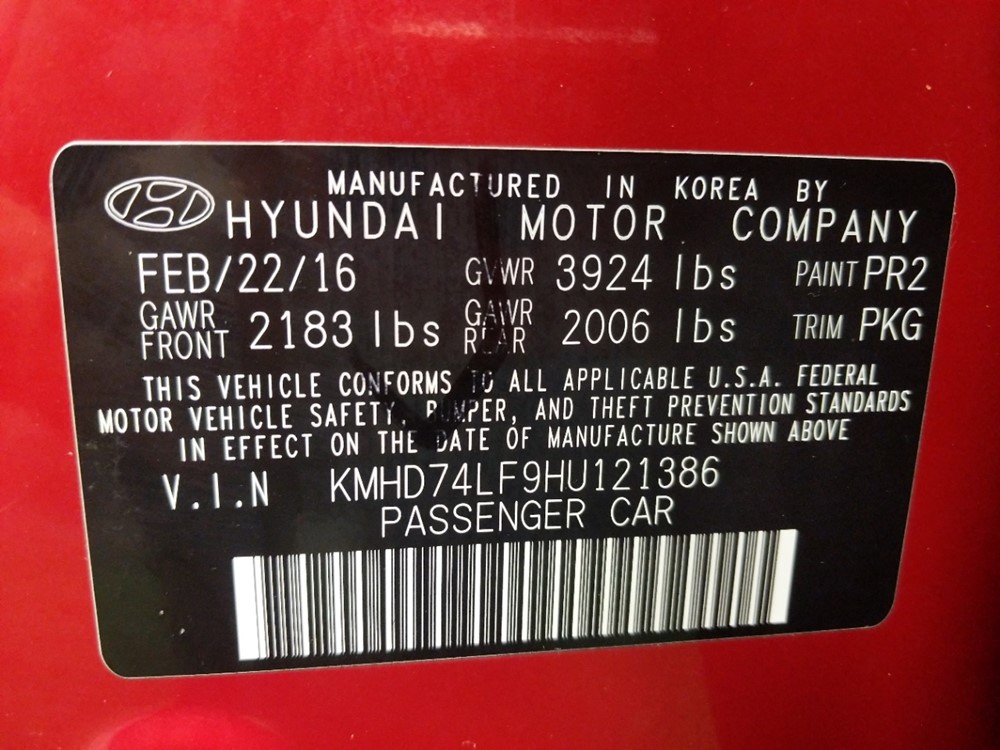 MANUFACTURED IN KOREA BY
HYUNDAI MOTOR COMPANY
FEB/22/16 GVWR 3924 lbs PAINT PR2
GAWR FRONT 2183 lbs GAWR REAR 2006 lbs TRIM PKG
THIS VEHICLE CONFORMS TO ALL APPLICABLE U.S.A. FEDERAL
MOTOR VEHICLE SAFETY, BUMPER, AND THEFT PREVENTION STANDARDS
IN EFFECT ON THE DATE OF MANUFACTURE SHOWN ABOVE
V.I.N KMHD74LF9HU121386
PASSENGER CAR